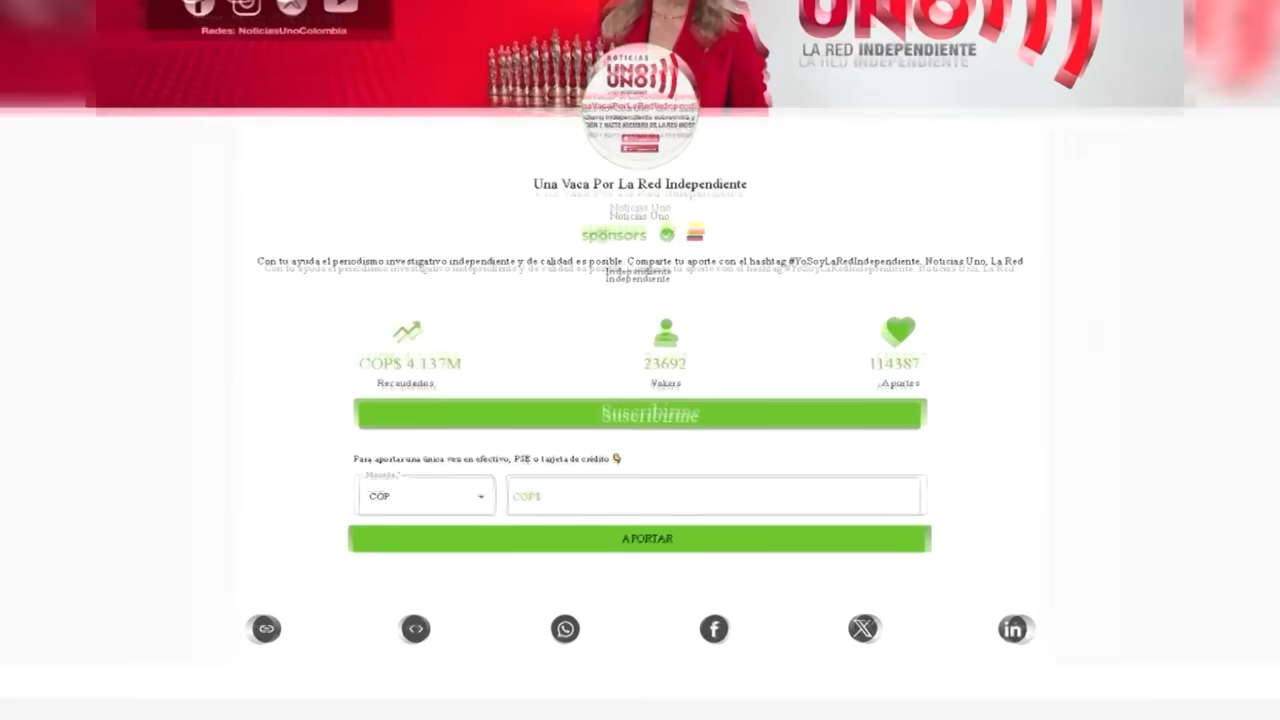 Redes: NoticiasUnoColombia
UNO
LA RED INDEPENDIENTE
NOTICIAS
UNO
Una Vaca Por La Red Independiente
Noticias Uno
sponsors
Con tu ayuda el periodismo investigativo independiente y de calidad es posible. Comparte tu aporte con el hashtag #YoSoyLaRedIndependiente. Noticias Uno, La Red
Independiente
COP$ 4.137M
23692
114387
Recaudados
Vakers
Aportes
Suscribirme
Para aportar una única vez en efectivo, PSE o tarjeta de crédito
Moneda *
COP
COP$
APORTAR